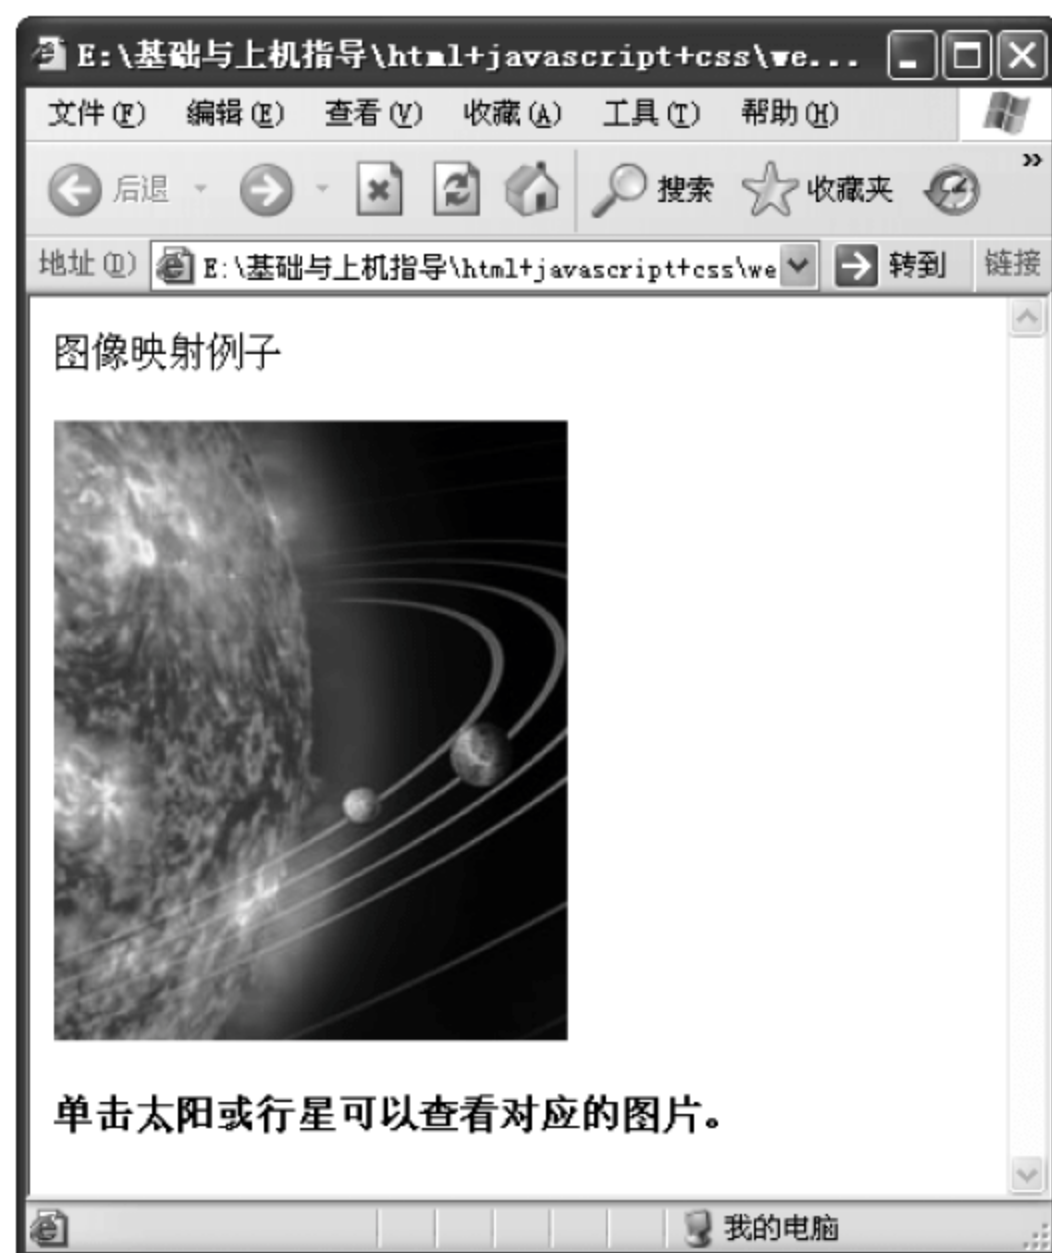 E:\基础与上机指导\html+javascript+css\we...
文件(F) 编辑(E) 查看(V) 收藏(A) 工具(T) 帮助(H)
后退 搜索 收藏夹 »
地址(D) E:\基础与上机指导\html+javascript+css\we 转到 链接
图像映射例子
单击太阳或行星可以查看对应的图片。
我的电脑